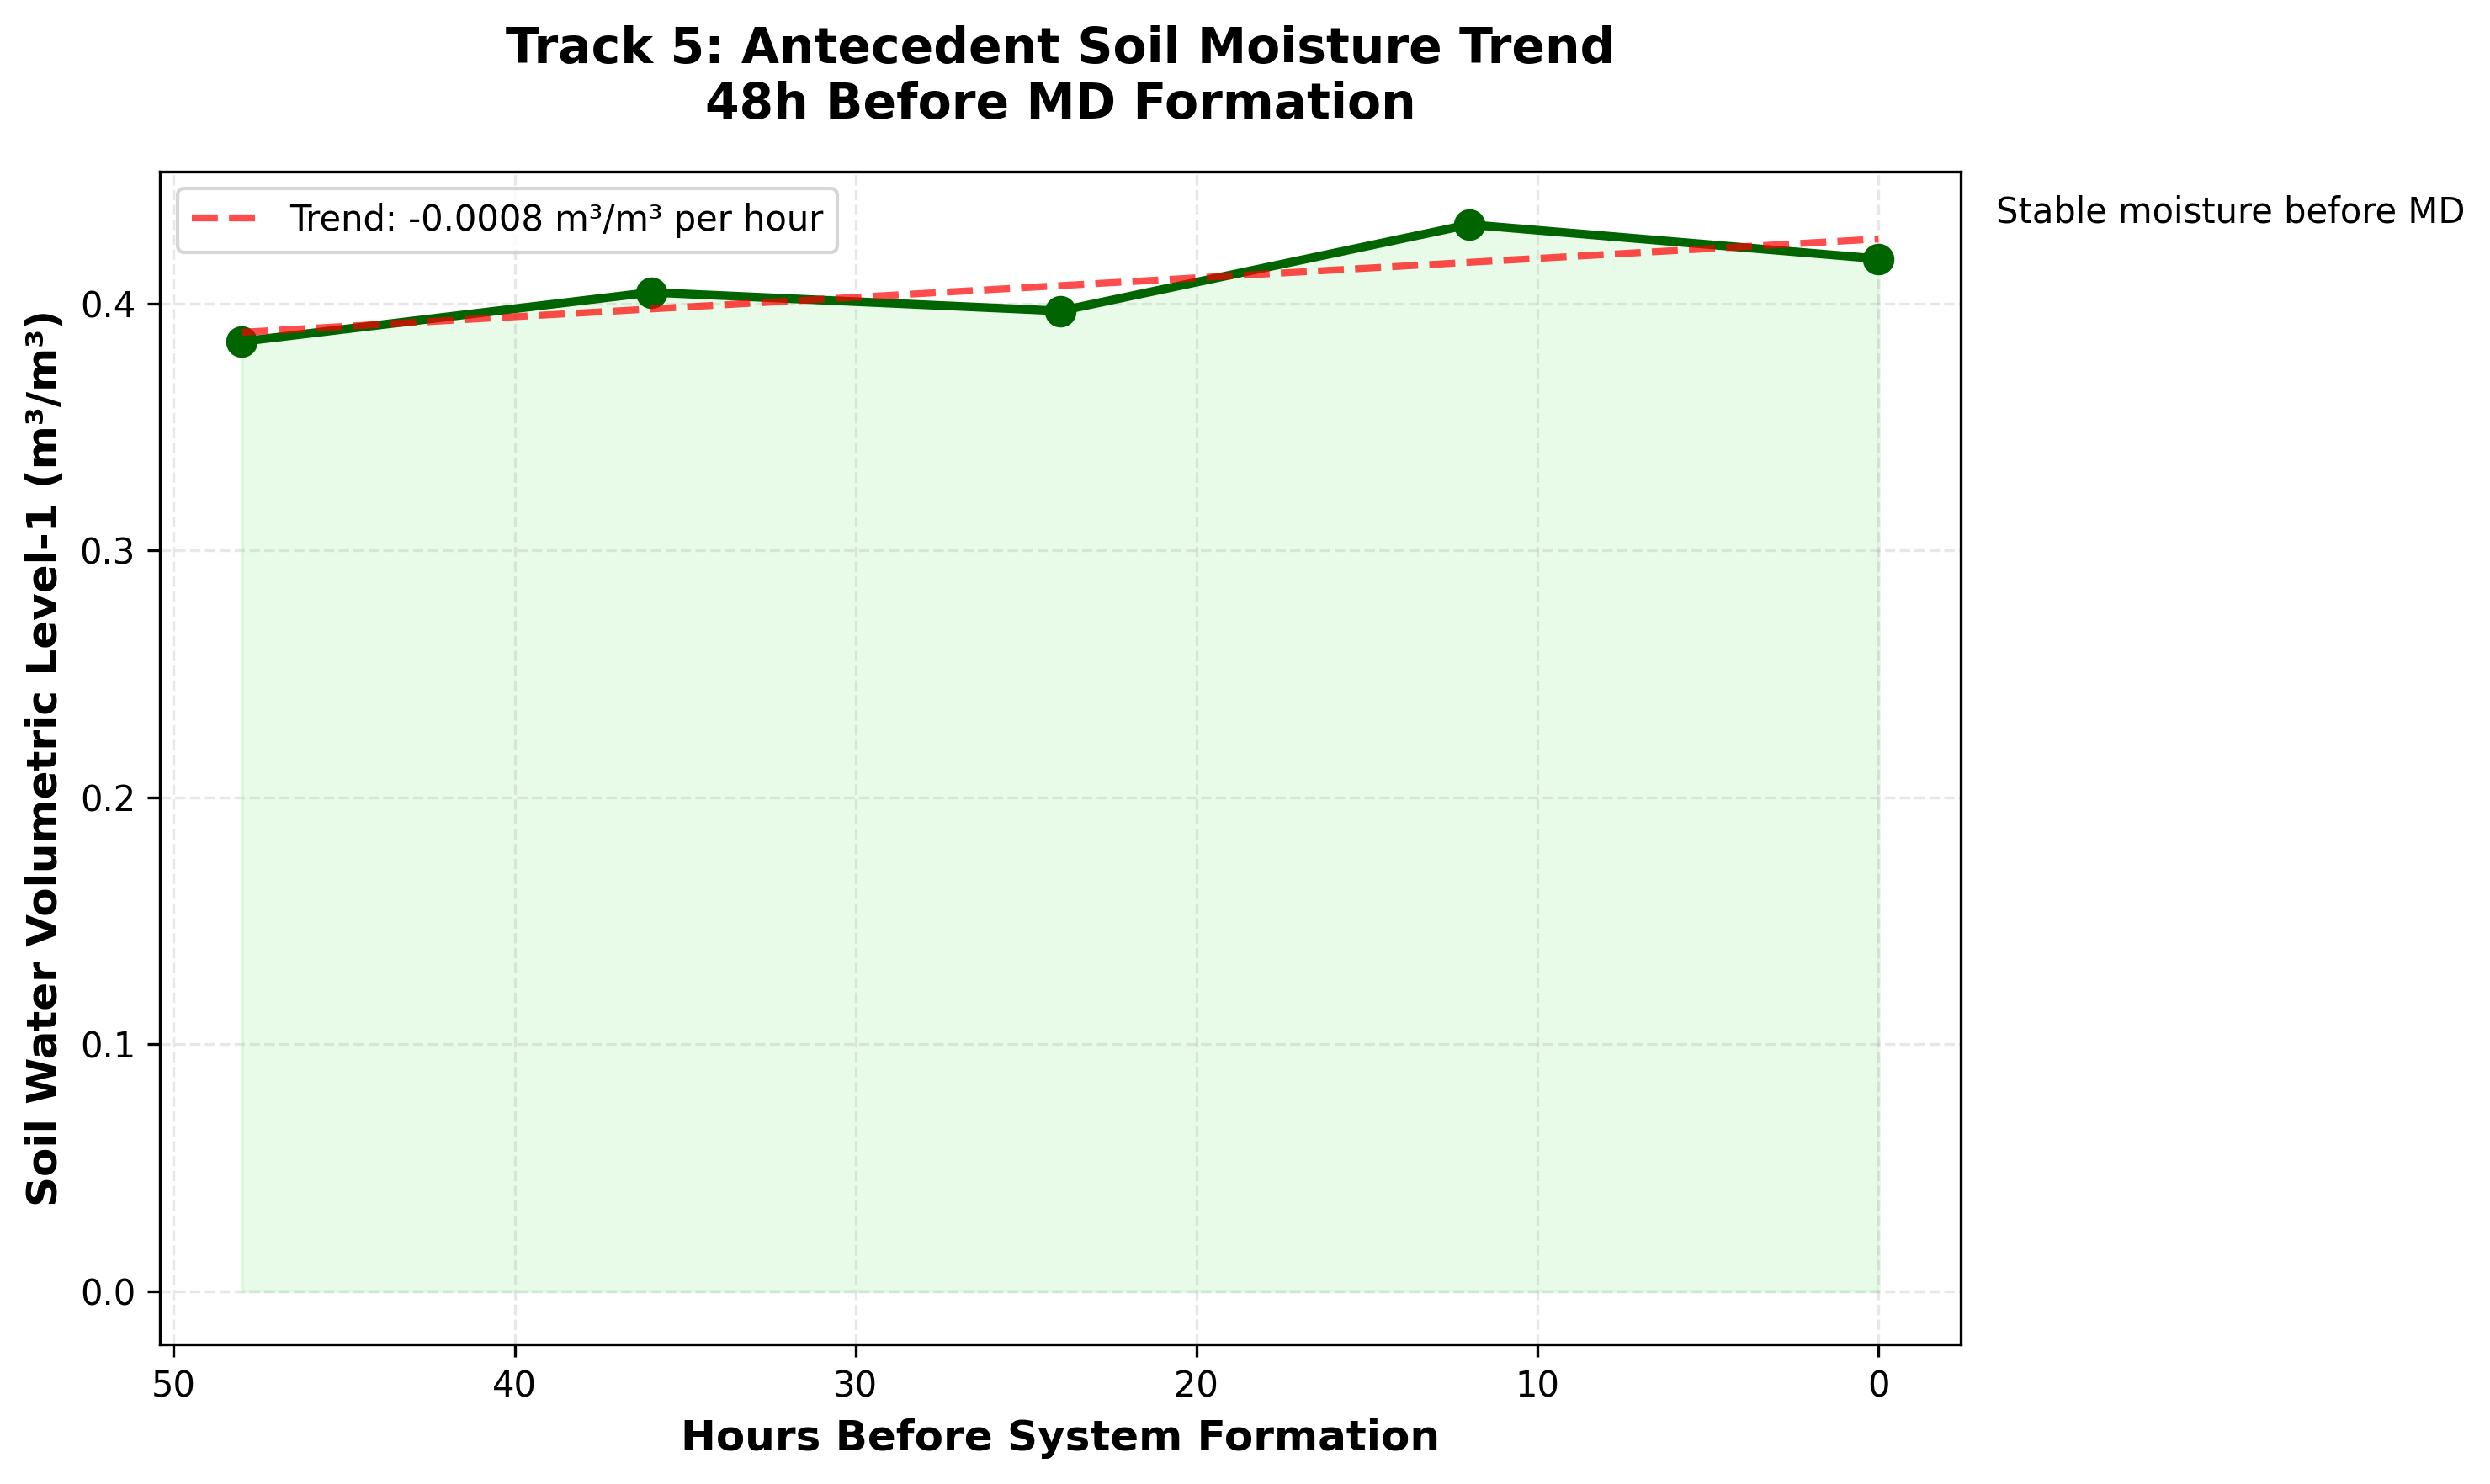 Track 5: Antecedent Soil Moisture Trend
48h Before MD Formation
Trend: -0.0008 m³/m³ per hour
Stable moisture before MD
Soil Water Volumetric Level-1 (m³/m³)
0.4
0.3
0.2
0.1
0.0
50 40 30 20 10 0
Hours Before System Formation